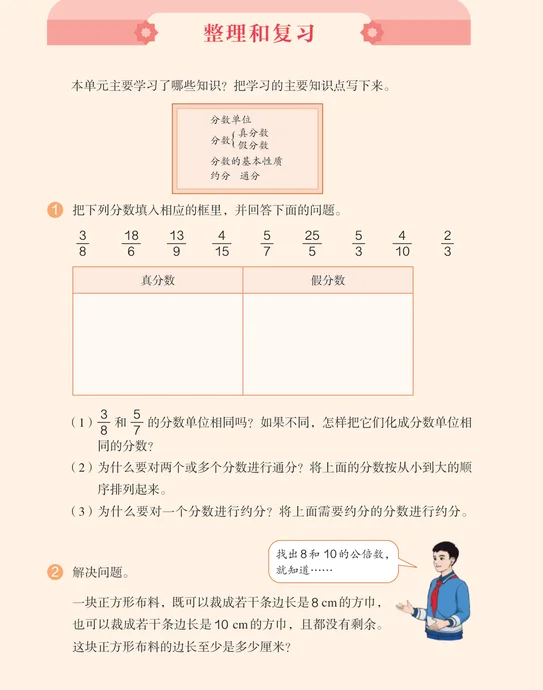 整理和复习
本单元主要学习了哪些知识？把学习的主要知识点写下来。
分数单位
分数{真分数
假分数
分数的基本性质
约分 通分
1 把下列分数填入相应的框里，并回答下面的问题。
3/8 18/6 13/9 4/15 5/7 25/5 5/3 4/10 2/3
真分数 假分数
（1）3/8 和 5/7 的分数单位相同吗？如果不同，怎样把它们化成分数单位相
同的分数？
（2）为什么要对两个或多个分数进行通分？将上面的分数按从小到大的顺
序排列起来。
（3）为什么要对一个分数进行约分？将上面需要约分的分数进行约分。
找出8和10的公倍数，
就知道……
2 解决问题。
一块正方形布料，既可以裁成若干条边长是8 cm的方巾，
也可以裁成若干条边长是10 cm的方巾，且都没有剩余。
这块正方形布料的边长至少是多少厘米？